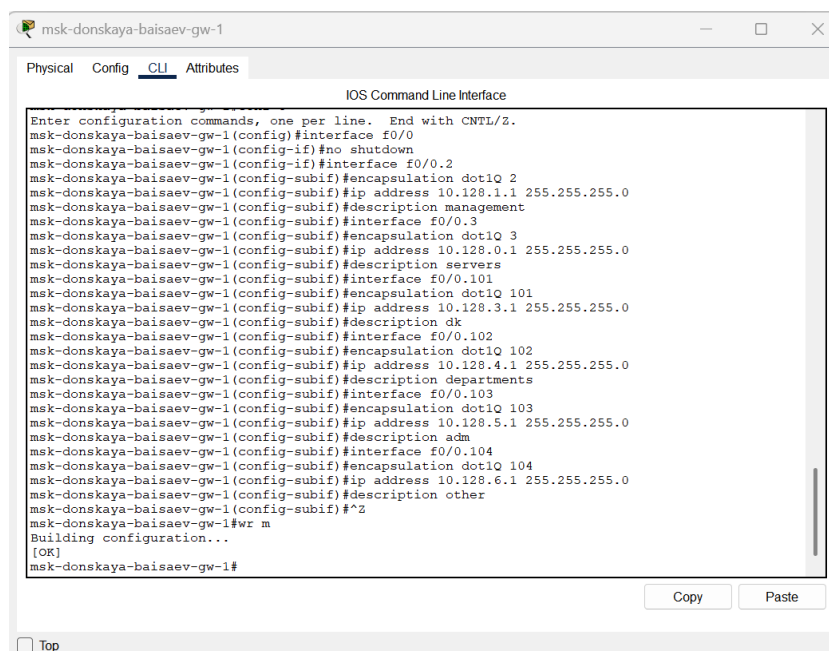 msk-donskaya-baisaev-gw-1
Physical Config CLI Attributes
IOS Command Line Interface
Enter configuration commands, one per line.  End with CNTL/Z.
msk-donskaya-baisaev-gw-1(config)#interface f0/0
msk-donskaya-baisaev-gw-1(config-if)#no shutdown
msk-donskaya-baisaev-gw-1(config-if)#interface f0/0.2
msk-donskaya-baisaev-gw-1(config-subif)#encapsulation dot1Q 2
msk-donskaya-baisaev-gw-1(config-subif)#ip address 10.128.1.1 255.255.255.0
msk-donskaya-baisaev-gw-1(config-subif)#description management
msk-donskaya-baisaev-gw-1(config-subif)#interface f0/0.3
msk-donskaya-baisaev-gw-1(config-subif)#encapsulation dot1Q 3
msk-donskaya-baisaev-gw-1(config-subif)#ip address 10.128.0.1 255.255.255.0
msk-donskaya-baisaev-gw-1(config-subif)#description servers
msk-donskaya-baisaev-gw-1(config-subif)#interface f0/0.101
msk-donskaya-baisaev-gw-1(config-subif)#encapsulation dot1Q 101
msk-donskaya-baisaev-gw-1(config-subif)#ip address 10.128.3.1 255.255.255.0
msk-donskaya-baisaev-gw-1(config-subif)#description dk
msk-donskaya-baisaev-gw-1(config-subif)#interface f0/0.102
msk-donskaya-baisaev-gw-1(config-subif)#encapsulation dot1Q 102
msk-donskaya-baisaev-gw-1(config-subif)#ip address 10.128.4.1 255.255.255.0
msk-donskaya-baisaev-gw-1(config-subif)#description departments
msk-donskaya-baisaev-gw-1(config-subif)#interface f0/0.103
msk-donskaya-baisaev-gw-1(config-subif)#encapsulation dot1Q 103
msk-donskaya-baisaev-gw-1(config-subif)#ip address 10.128.5.1 255.255.255.0
msk-donskaya-baisaev-gw-1(config-subif)#description adm
msk-donskaya-baisaev-gw-1(config-subif)#interface f0/0.104
msk-donskaya-baisaev-gw-1(config-subif)#encapsulation dot1Q 104
msk-donskaya-baisaev-gw-1(config-subif)#ip address 10.128.6.1 255.255.255.0
msk-donskaya-baisaev-gw-1(config-subif)#description other
msk-donskaya-baisaev-gw-1(config-subif)#^Z
msk-donskaya-baisaev-gw-1#wr m
Building configuration...
[OK]
msk-donskaya-baisaev-gw-1#
Copy Paste
Top